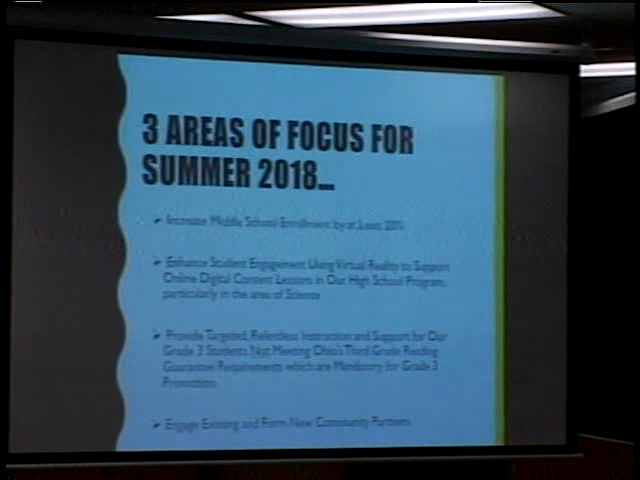 3 AREAS OF FOCUS FOR
SUMMER 2018...
➢ Increase Middle School Enrollment by at Least 20%
➢ Enhance Student Engagement Using Virtual Reality to Support
Online Digital Content Lessons in Our High School Program,
particularly in the area of Science
➢ Provide Targeted, Relentless Instruction and Support for Our
Grade 3 Students Not Meeting Ohio's Third Grade Reading
Guarantee Requirements which are Mandatory for Grade 3
Promotion
➢ Engage Existing and Form New Community Partners